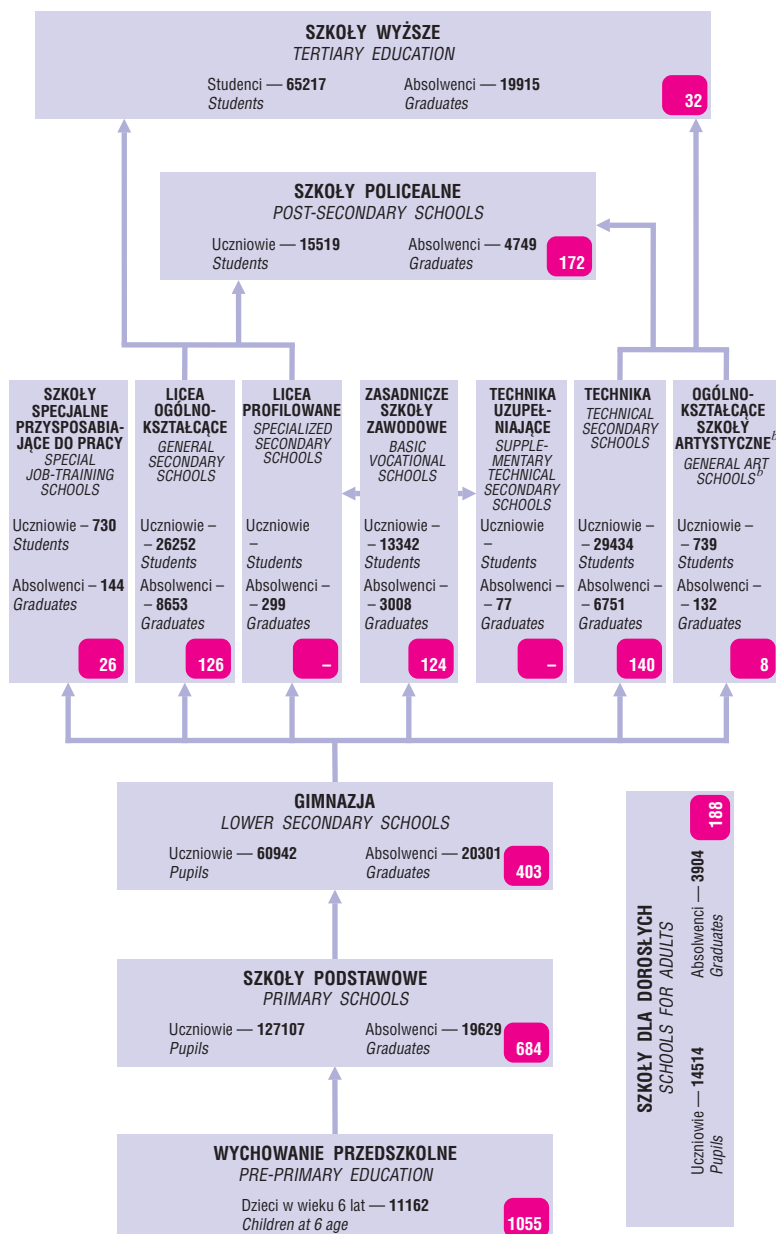 SZKOŁY WYŻSZE
TERTIARY EDUCATION
Studenci — 65217
Students
Absolwenci — 19915
Graduates
32
SZKOŁY POLICEALNE
POST-SECONDARY SCHOOLS
Uczniowie — 15519
Students
Absolwenci — 4749
Graduates
172
SZKOŁY
SPECJALNE
PRZYSPOSABIA-
JĄCE DO PRACY
SPECIAL
JOB-TRAINING
SCHOOLS
Uczniowie – 730
Students
Absolwenci – 144
Graduates
26
LICEA
OGÓLNO-
KSZTAŁCĄCE
GENERAL
SECONDARY
SCHOOLS
Uczniowie –
– 26252
Students
Absolwenci –
– 8653
Graduates
126
LICEA
PROFILOWANE
SPECIALIZED
SECONDARY
SCHOOLS
Uczniowie
–
Students
Absolwenci –
– 299
Graduates
–
ZASADNICZE
SZKOŁY
ZAWODOWE
BASIC
VOCATIONAL
SCHOOLS
Uczniowie –
– 13342
Students
Absolwenci –
– 3008
Graduates
124
TECHNIKA
UZUPEŁ-
NIAJĄCE
SUPPLE-
MENTARY
TECHNICAL
SECONDARY
SCHOOLS
Uczniowie
–
Students
Absolwenci –
– 77
Graduates
–
TECHNIKA
TECHNICAL
SECONDARY
SCHOOLS
Uczniowie –
– 29434
Students
Absolwenci –
– 6751
Graduates
140
OGÓLNO-
KSZTAŁCĄCE
SZKOŁY
ARTYSTYCZNE b
GENERAL ART
SCHOOLS b
Uczniowie –
– 739
Students
Absolwenci –
– 132
Graduates
8
GIMNAZJA
LOWER SECONDARY SCHOOLS
Uczniowie — 60942
Pupils
Absolwenci — 20301
Graduates
403
SZKOŁY PODSTAWOWE
PRIMARY SCHOOLS
Uczniowie — 127107
Pupils
Absolwenci — 19629
Graduates
684
WYCHOWANIE PRZEDSZKOLNE
PRE-PRIMARY EDUCATION
Dzieci w wieku 6 lat — 11162
Children at 6 age
1055
SZKOŁY DLA DOROSŁYCH
SCHOOLS FOR ADULTS
Uczniowie — 14514
Pupils
Absolwenci — 3904
Graduates
188